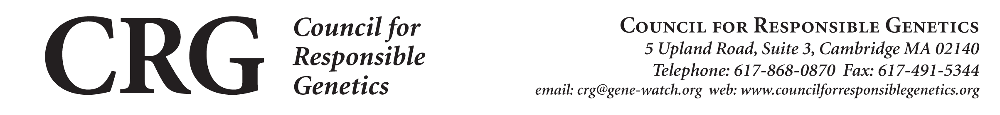 CRG
Council for
Responsible
Genetics
Council for Responsible Genetics
5 Upland Road, Suite 3, Cambridge MA 02140
Telephone: 617-868-0870 Fax: 617-491-5344
email: crg@gene-watch.org web: www.councilforresponsiblegenetics.org